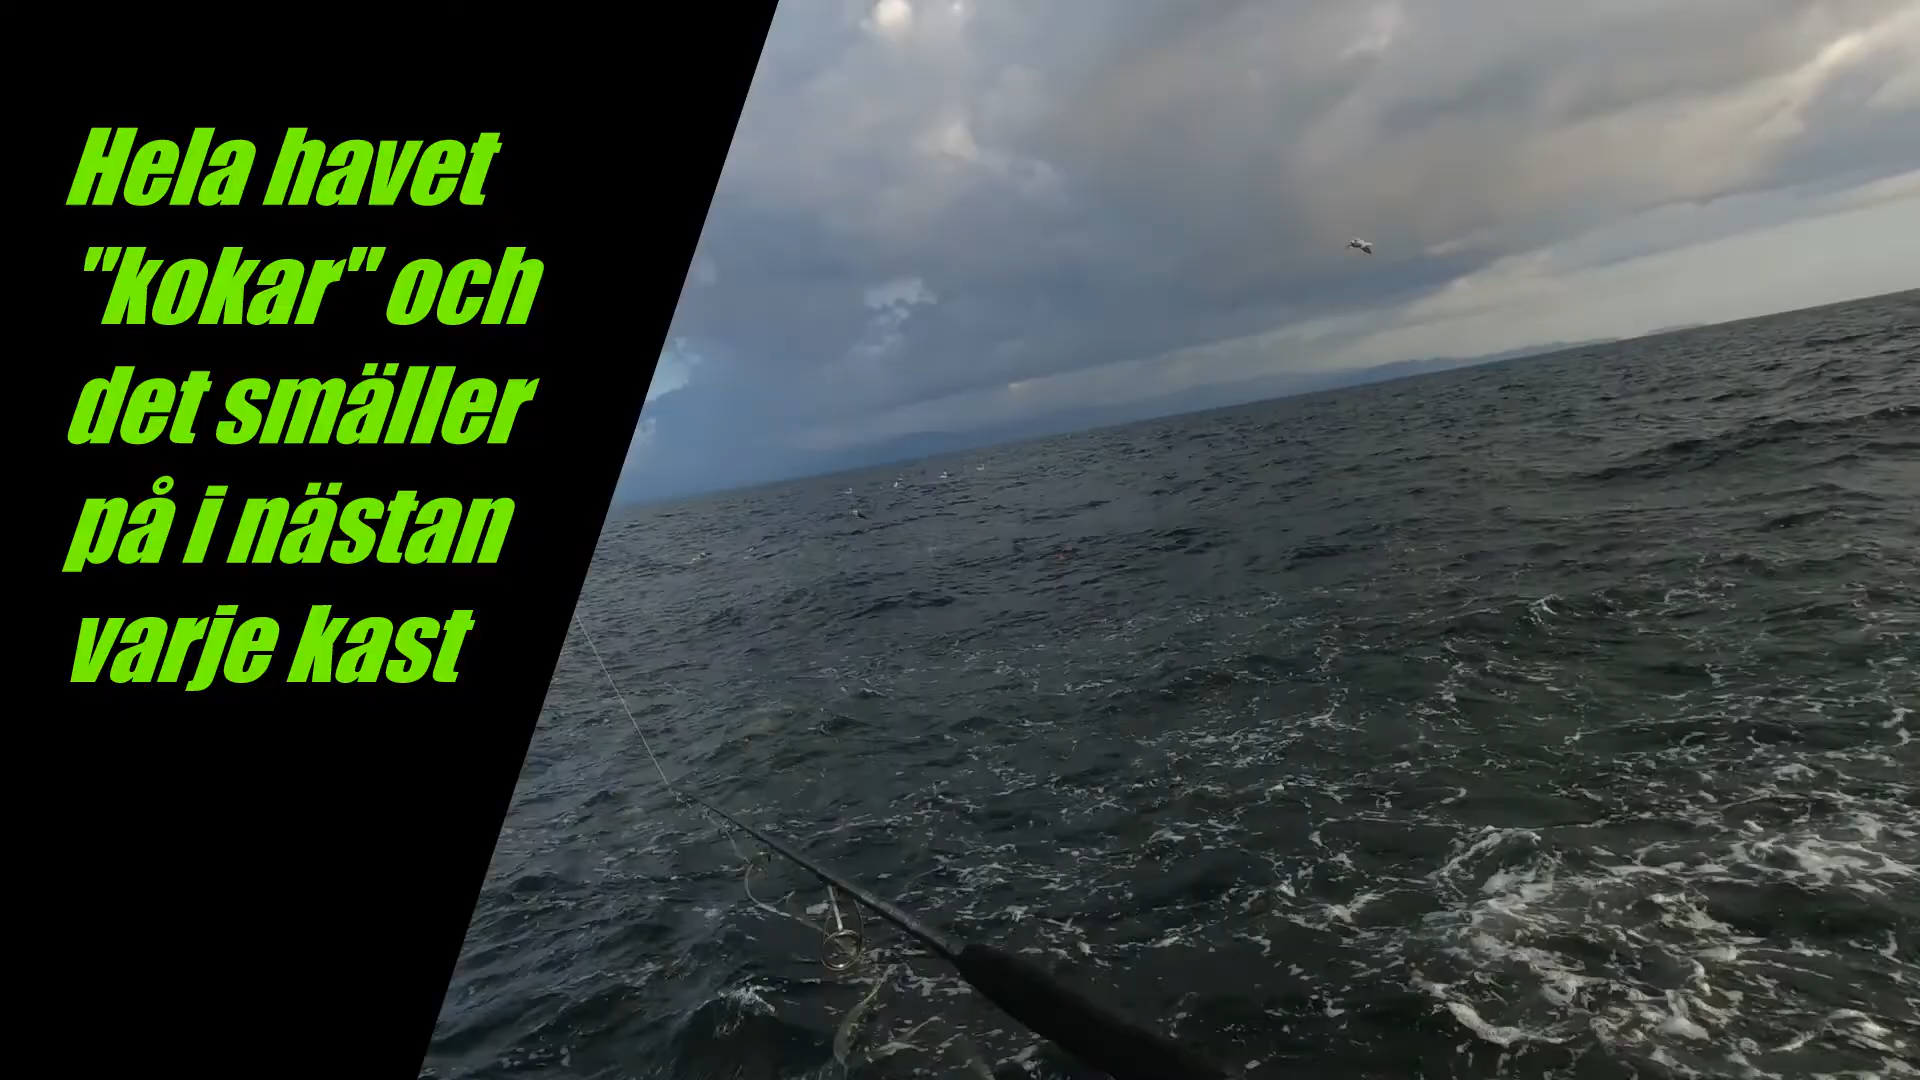 Hela havet
"kokar" och
det smäller
på i nästan
varje kast